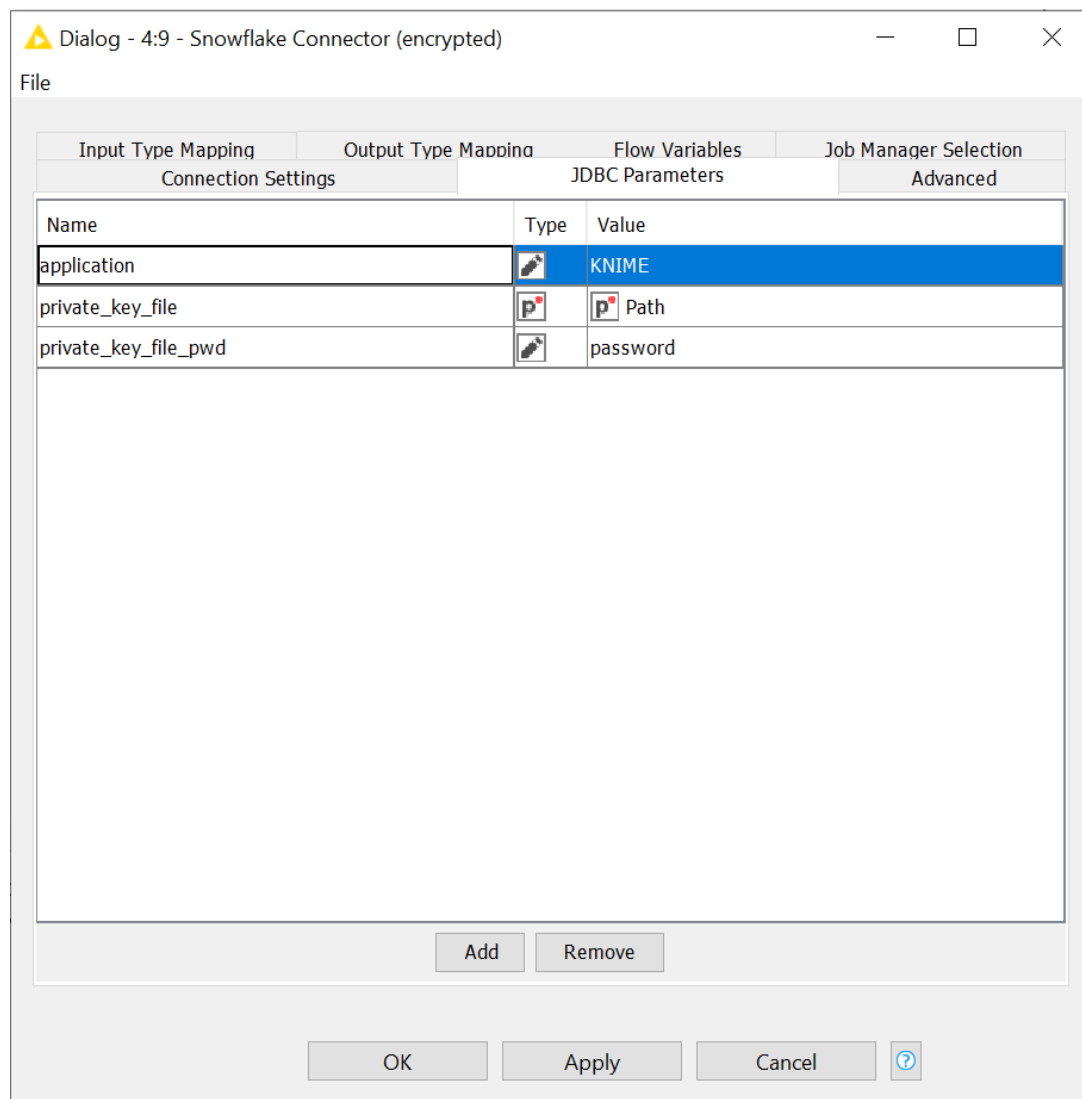 Dialog - 4:9 - Snowflake Connector (encrypted)
File
Input Type Mapping Output Type Mapping Flow Variables Job Manager Selection
Connection Settings JDBC Parameters Advanced
Name Type Value
application KNIME
private_key_file p Path
private_key_file_pwd password
Add Remove
OK Apply Cancel ?